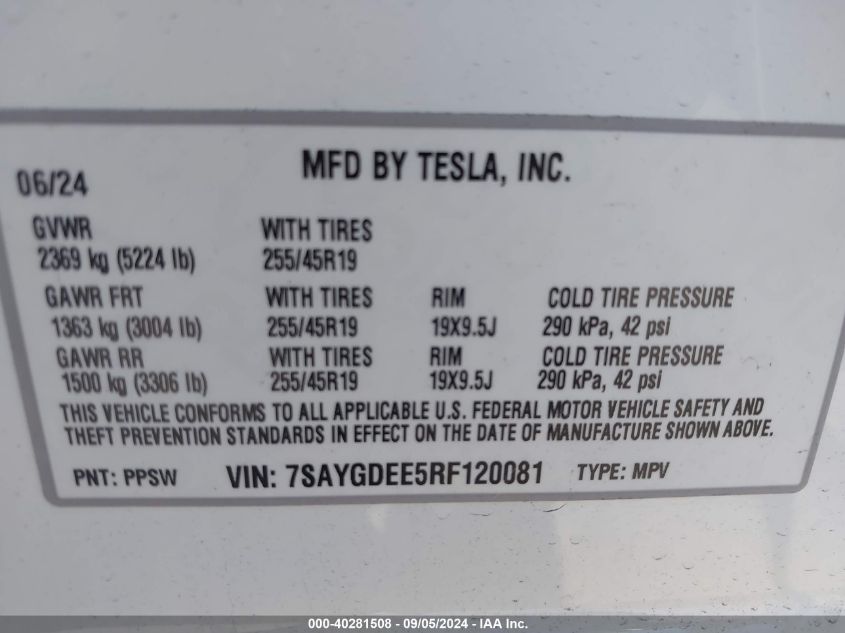 MFD BY TESLA, INC.
06/24
GVWR WITH TIRES
2369 kg (5224 lb) 255/45R19
GAWR FRT WITH TIRES RIM COLD TIRE PRESSURE
1363 kg (3004 lb) 255/45R19 19X9.5J 290 kPa, 42 psi
GAWR RR WITH TIRES RIM COLD TIRE PRESSURE
1500 kg (3306 lb) 255/45R19 19X9.5J 290 kPa, 42 psi
THIS VEHICLE CONFORMS TO ALL APPLICABLE U.S. FEDERAL MOTOR VEHICLE SAFETY AND
THEFT PREVENTION STANDARDS IN EFFECT ON THE DATE OF MANUFACTURE SHOWN ABOVE.
PNT: PPSW VIN: 7SAYGDEE5RF120081 TYPE: MPV
000-40281508 - 09/05/2024 - IAA Inc.